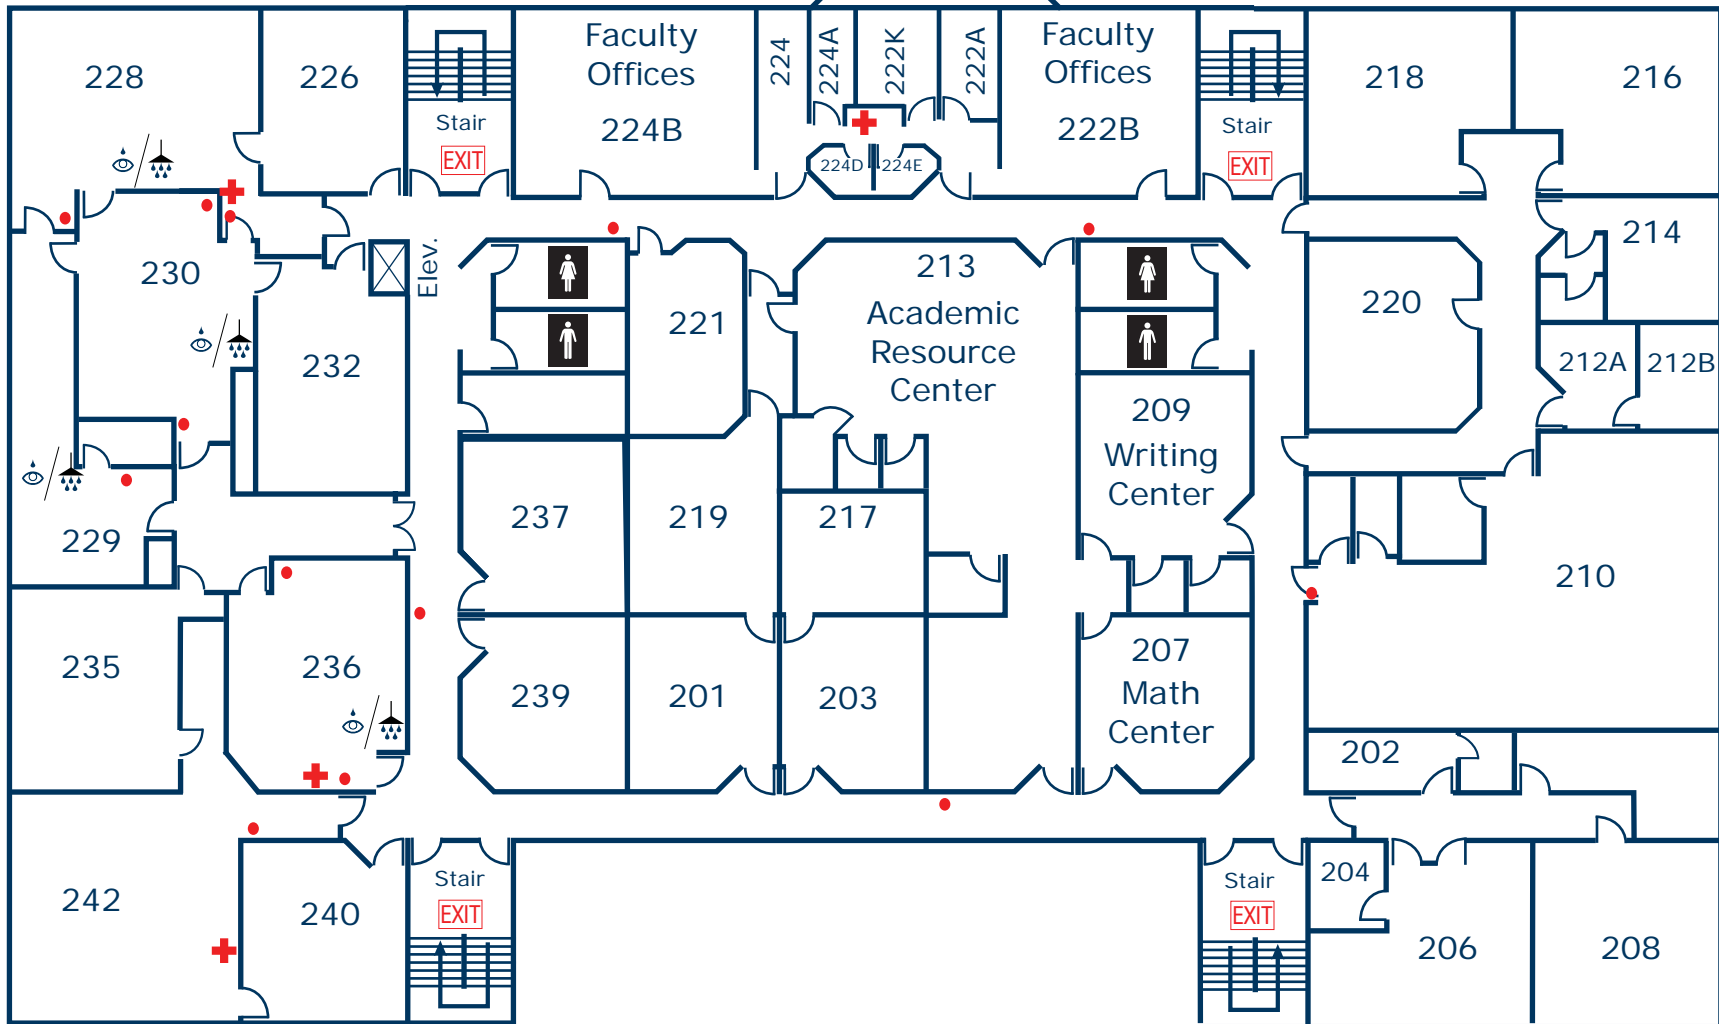 228
226
Stair
EXIT
Faculty
Offices
224B
224
224A
222K
222A
224D
224E
Faculty
Offices
222B
Stair
EXIT
218
216
230
232
Elev.
221
213
Academic
Resource
Center
209
Writing
Center
220
214
212A
212B
229
237
219
217
210
235
236
239
201
203
207
Math
Center
202
242
240
Stair
EXIT
Stair
EXIT
204
206
208